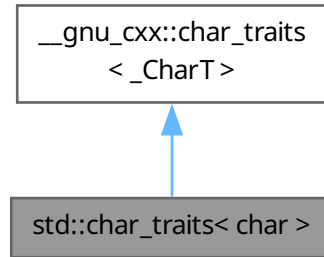 __gnu_cxx::char_traits
< _CharT >
std::char_traits< char >